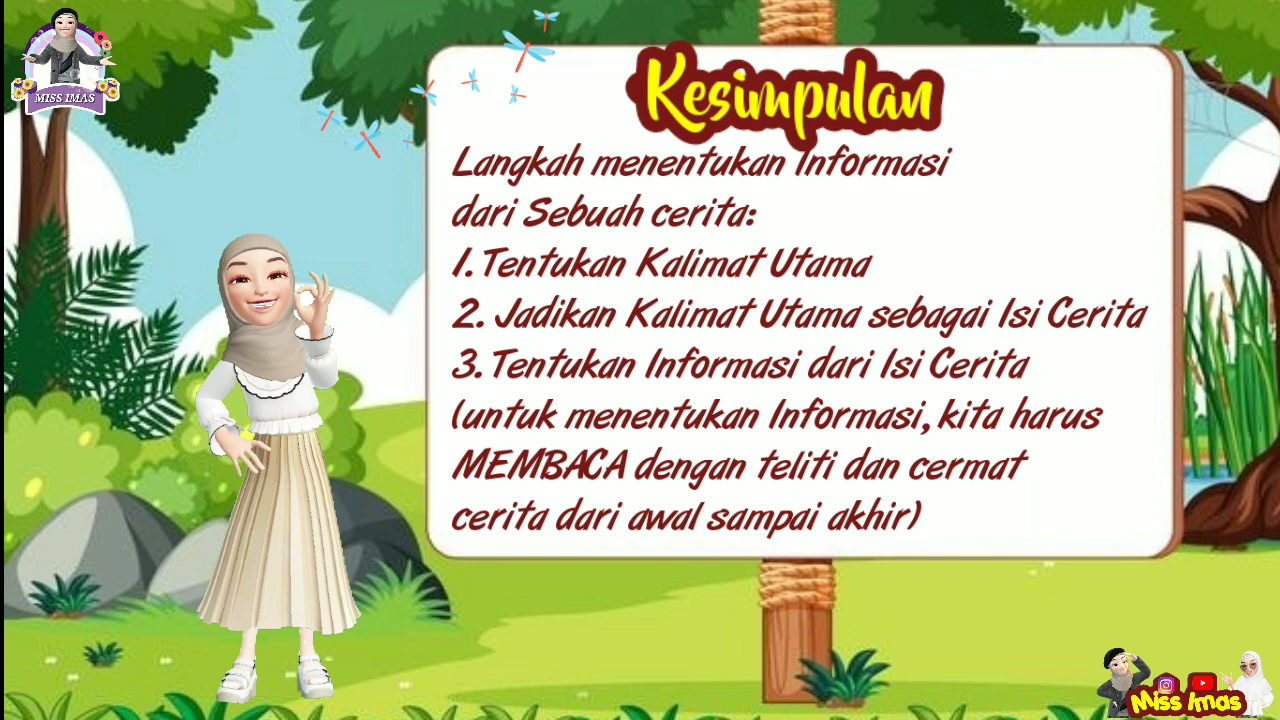 MISS IMAS
Kesimpulan
Langkah menentukan Informasi
dari Sebuah cerita:
1. Tentukan Kalimat Utama
2. Jadikan Kalimat Utama sebagai Isi Cerita
3. Tentukan Informasi dari Isi Cerita
(untuk menentukan Informasi, kita harus
MEMBACA dengan teliti dan cermat
cerita dari awal sampai akhir)
Miss Imas